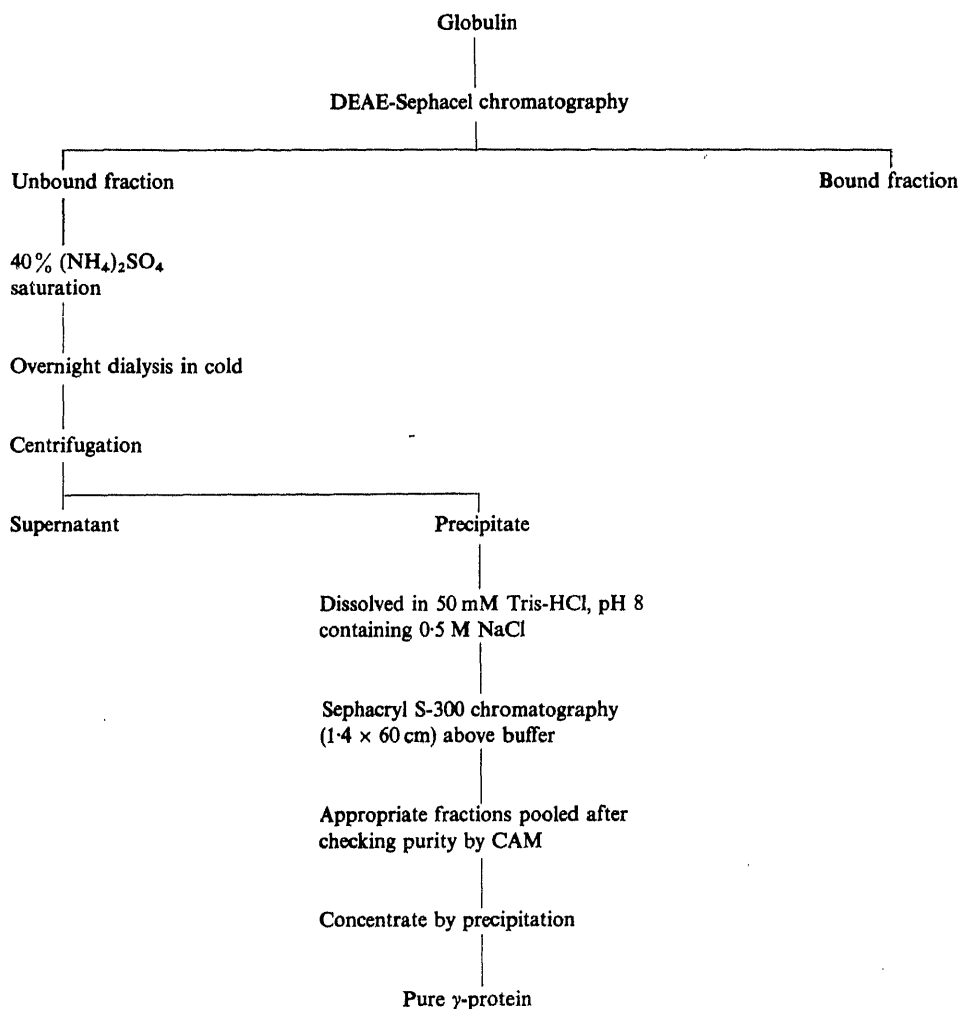 Globulin
DEAE-Sephacel chromatography
Unbound fraction
Bound fraction
40% (NH₄)₂SO₄
saturation
Overnight dialysis in cold
Centrifugation
Supernatant
Precipitate
Dissolved in 50 mM Tris-HCl, pH 8
containing 0·5 M NaCl
Sephacryl S-300 chromatography
(1·4 × 60 cm) above buffer
Appropriate fractions pooled after
checking purity by CAM
Concentrate by precipitation
Pure γ-protein